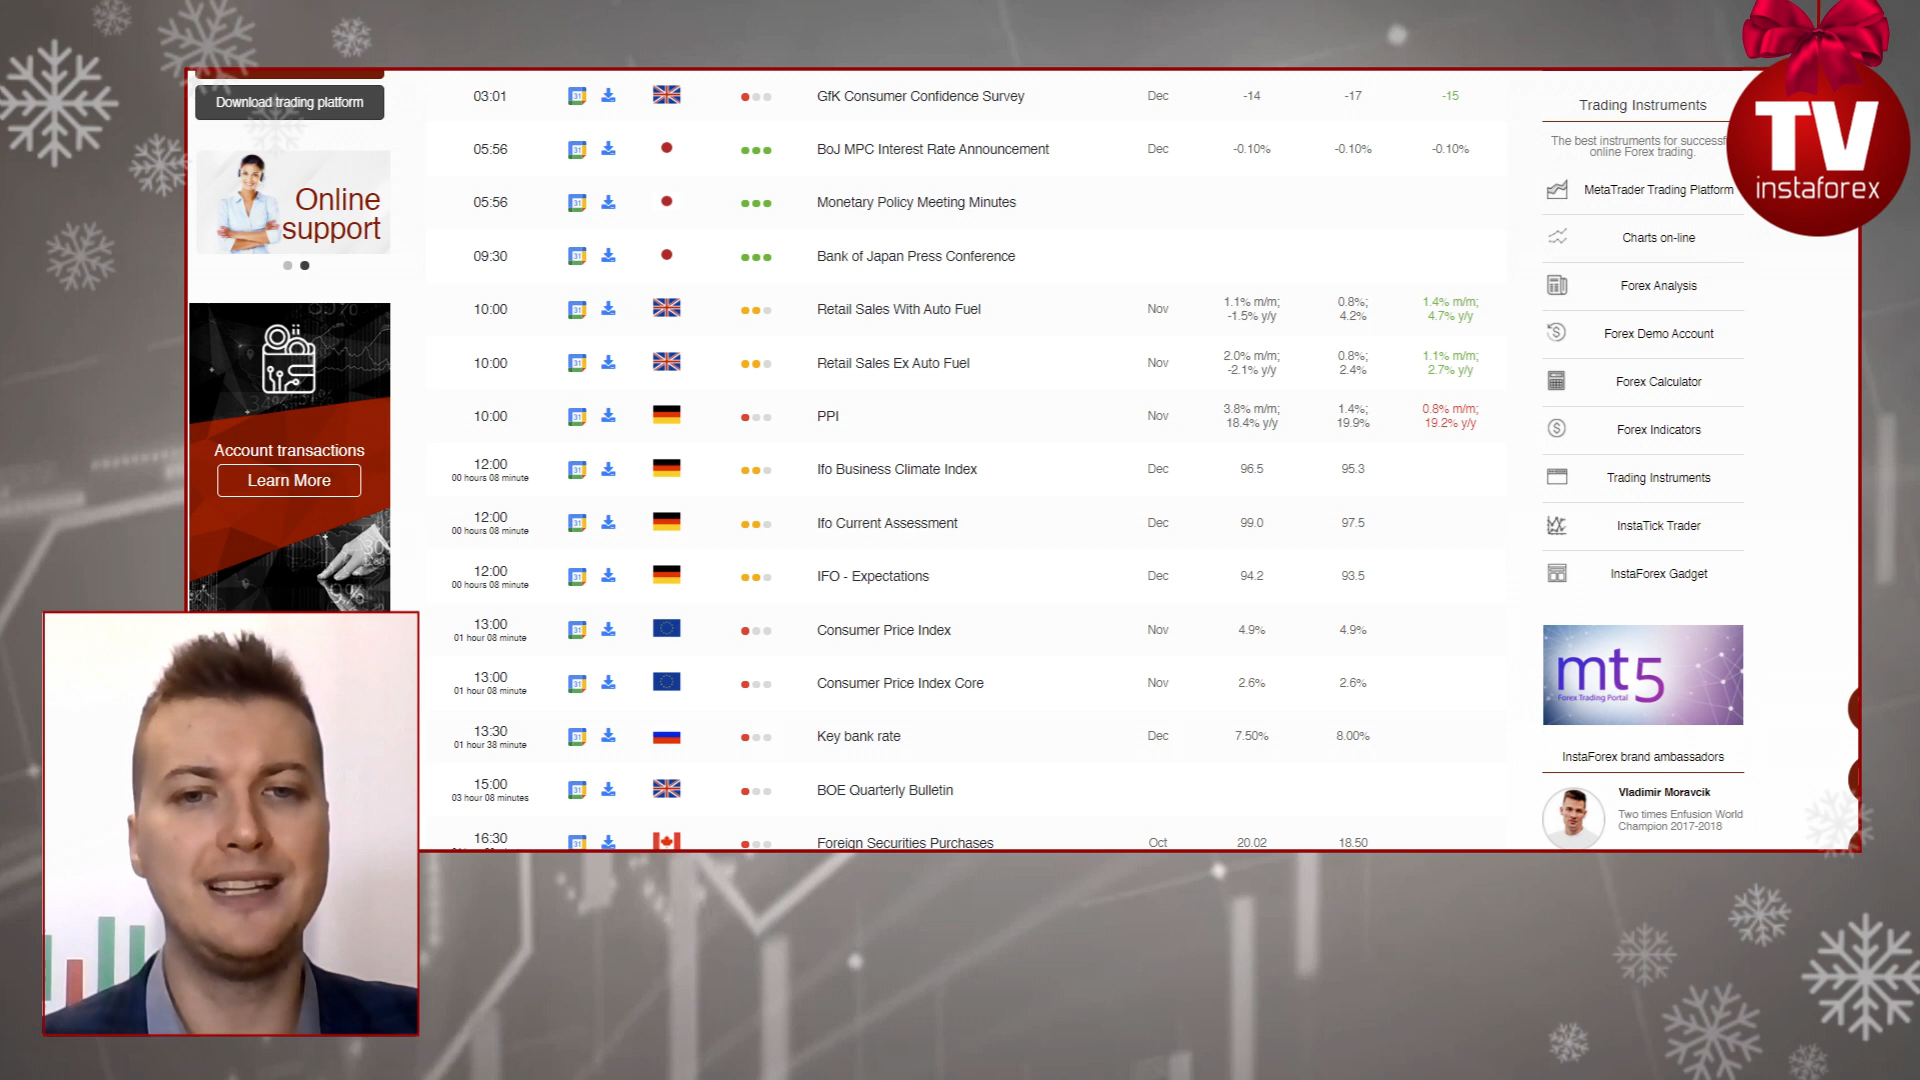 Download trading platform
Online
support
Account transactions
Learn More
03:01 GfK Consumer Confidence Survey Dec -14 -17 -15
05:56 BoJ MPC Interest Rate Announcement Dec -0.10% -0.10% -0.10%
05:56 Monetary Policy Meeting Minutes
09:30 Bank of Japan Press Conference
10:00 Retail Sales With Auto Fuel Nov 1.1% m/m; 0.8%; 1.4% m/m;
-1.5% y/y 4.2% 4.7% y/y
10:00 Retail Sales Ex Auto Fuel Nov 2.0% m/m; 0.8%; 1.1% m/m;
-2.1% y/y 2.4% 2.7% y/y
10:00 PPI Nov 3.8% m/m; 1.4%; 0.8% m/m;
18.4% y/y 19.9% 19.2% y/y
12:00 Ifo Business Climate Index Dec 96.5 95.3
00 hours 08 minute
12:00 Ifo Current Assessment Dec 99.0 97.5
00 hours 08 minute
12:00 IFO - Expectations Dec 94.2 93.5
00 hours 08 minute
13:00 Consumer Price Index Nov 4.9% 4.9%
01 hour 08 minute
13:00 Consumer Price Index Core Nov 2.6% 2.6%
01 hour 08 minute
13:30 Key bank rate Dec 7.50% 8.00%
01 hour 38 minute
15:00 BOE Quarterly Bulletin
03 hour 08 minutes
16:30 Foreign Securities Purchases Oct 20.02 18.50
Trading Instruments
The best instruments for
online Forex trading.
MetaTrader Trading Platform
Charts on-line
Forex Analysis
Forex Demo Account
Forex Calculator
Forex Indicators
Trading Instruments
InstaTick Trader
InstaForex Gadget
mt5
Forex Trading Portal
InstaForex brand ambassadors
Vladimir Moravcik
Two times Enfusion World
Champion 2017-2018
TV
instaforex